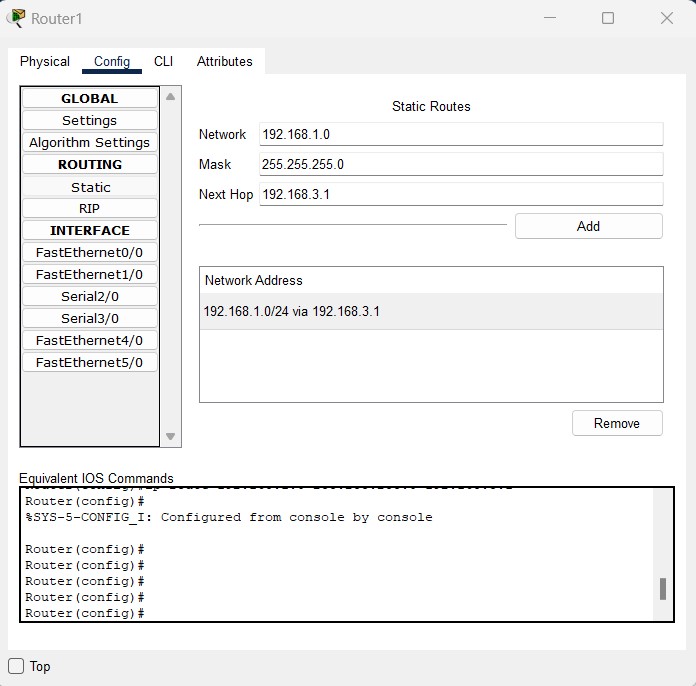 Router1
Physical Config CLI Attributes
GLOBAL
Settings
Algorithm Settings
ROUTING
Static
RIP
INTERFACE
FastEthernet0/0
FastEthernet1/0
Serial2/0
Serial3/0
FastEthernet4/0
FastEthernet5/0
Static Routes
Network 192.168.1.0
Mask 255.255.255.0
Next Hop 192.168.3.1
Add
Network Address
192.168.1.0/24 via 192.168.3.1
Remove
Equivalent IOS Commands
Router(config)#
%SYS-5-CONFIG_I: Configured from console by console
Router(config)#
Router(config)#
Router(config)#
Router(config)#
Router(config)#
Top